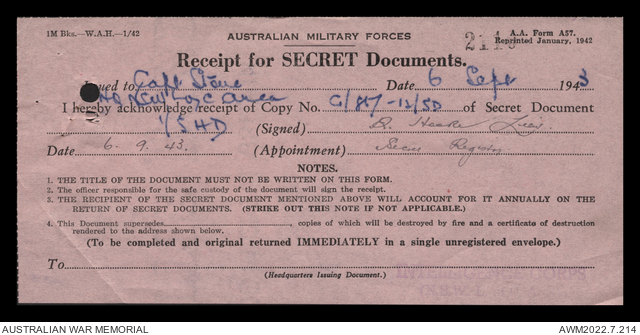 1M Bks.—W.A.H.—1/42
AUSTRALIAN MILITARY FORCES
A.A. Form A57.
Reprinted January, 1942
Receipt for SECRET Documents.
Issued to Capt Date 6 Sept 1943
I hereby acknowledge receipt of Copy No. of Secret Document
(Signed)
Date 6. 9. 43. (Appointment)
NOTES.
1. THE TITLE OF THE DOCUMENT MUST NOT BE WRITTEN ON THIS FORM.
2. The officer responsible for the safe custody of the document will sign the receipt.
3. THE RECIPIENT OF THE SECRET DOCUMENT MENTIONED ABOVE WILL ACCOUNT FOR IT ANNUALLY ON THE
RETURN OF SECRET DOCUMENTS. (STRIKE OUT THIS NOTE IF NOT APPLICABLE.)
4. This Document supersedes, copies of which will be destroyed by fire and a certificate of destruction
rendered to the address shown below.
(To be completed and original returned IMMEDIATELY in a single unregistered envelope.)
To
(Headquarters Issuing Document.)
AUSTRALIAN WAR MEMORIAL
AWM2022.7.214